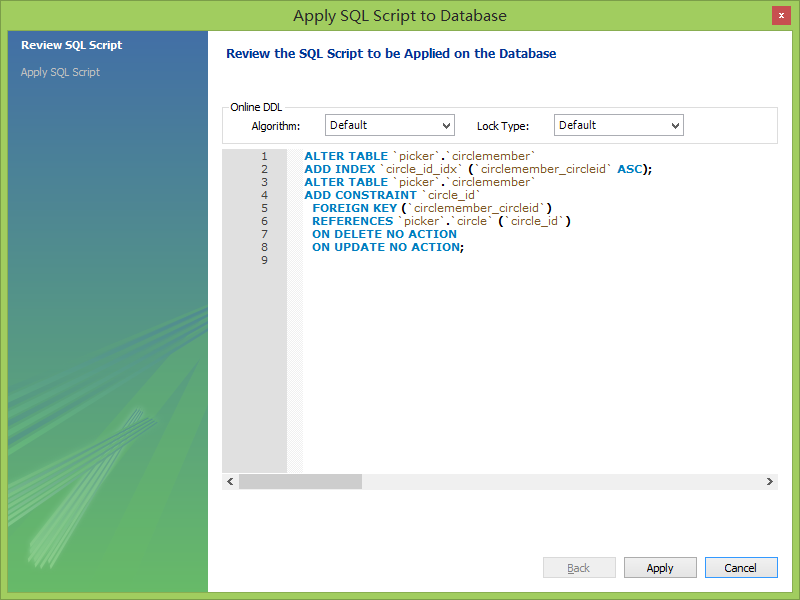 Apply SQL Script to Database
x
Review SQL Script
Apply SQL Script
Review the SQL Script to be Applied on the Database
Online DDL
Algorithm: Default Lock Type: Default
1 ALTER TABLE `picker`.`circlemember`
2 ADD INDEX `circle_id_idx` (`circlemember_circleid` ASC);
3 ALTER TABLE `picker`.`circlemember`
4 ADD CONSTRAINT `circle_id`
5   FOREIGN KEY (`circlemember_circleid`)
6   REFERENCES `picker`.`circle` (`circle_id`)
7   ON DELETE NO ACTION
8   ON UPDATE NO ACTION;
9
Back Apply Cancel